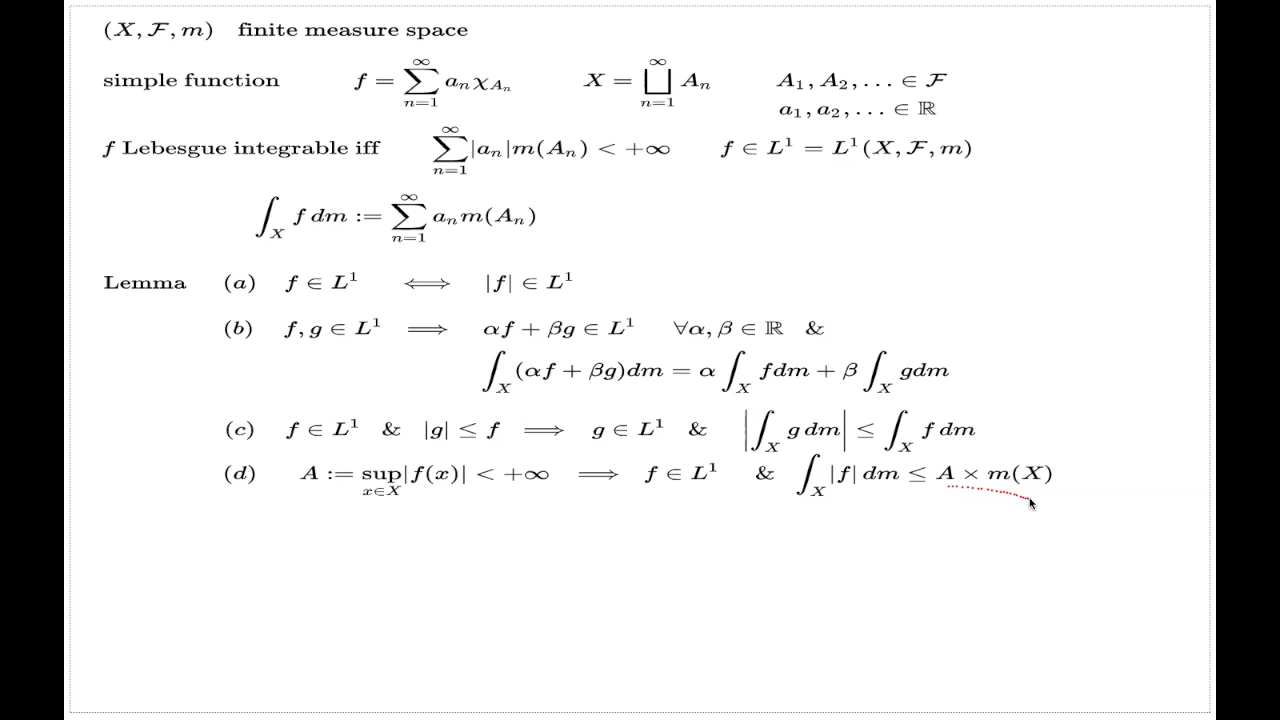 (X, ℱ, m) finite measure space
simple function f = ∑_{n=1}^{∞} a_n χ_{A_n} X = ⨆_{n=1}^{∞} A_n A_1, A_2, … ∈ ℱ
a_1, a_2, … ∈ ℝ
f Lebesgue integrable iff ∑_{n=1}^{∞} |a_n| m(A_n) < +∞ f ∈ L^1 = L^1(X, ℱ, m)
∫_X f dm := ∑_{n=1}^{∞} a_n m(A_n)
Lemma (a) f ∈ L^1 ⟺ |f| ∈ L^1
(b) f, g ∈ L^1 ⟹ αf + βg ∈ L^1 ∀α, β ∈ ℝ &
∫_X (αf + βg)dm = α ∫_X fdm + β ∫_X gdm
(c) f ∈ L^1 & |g| ≤ f ⟹ g ∈ L^1 & |∫_X g dm| ≤ ∫_X f dm
(d) A := sup_{x∈X} |f(x)| < +∞ ⟹ f ∈ L^1 & ∫_X |f| dm ≤ A × m(X)